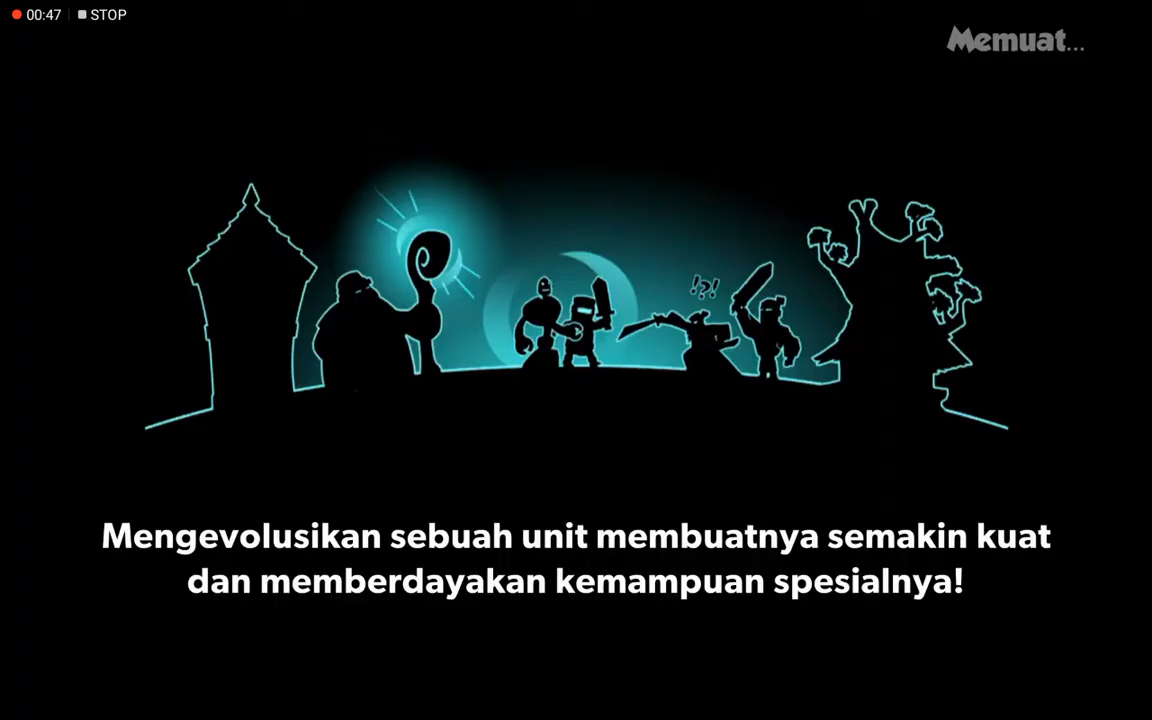 00:47 STOP
Memuat...
!?!
Mengevolusikan sebuah unit membuatnya semakin kuat
dan memberdayakan kemampuan spesialnya!